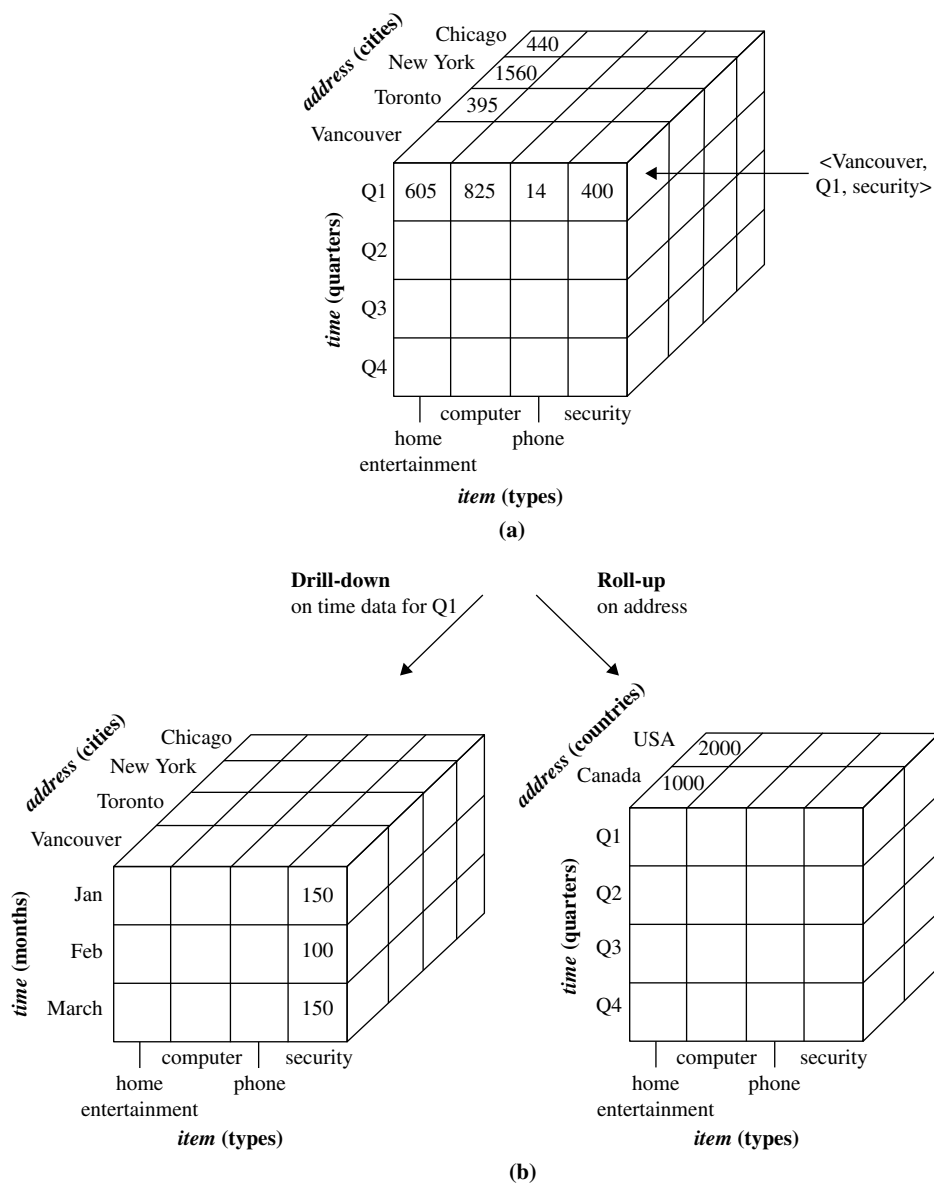 address (cities)
Chicago 440
New York 1560
Toronto 395
Vancouver
<Vancouver,
Q1, security>
Q1 605 825 14 400
Q2
Q3
Q4
time (quarters)
computer security
home phone
entertainment
item (types)
(a)
Drill-down
on time data for Q1
Roll-up
on address
address (cities)
Chicago
New York
Toronto
Vancouver
Jan 150
Feb 100
March 150
time (months)
computer security
home phone
entertainment
item (types)
address (countries)
USA 2000
Canada 1000
Q1
Q2
Q3
Q4
time (quarters)
computer security
home phone
entertainment
item (types)
(b)